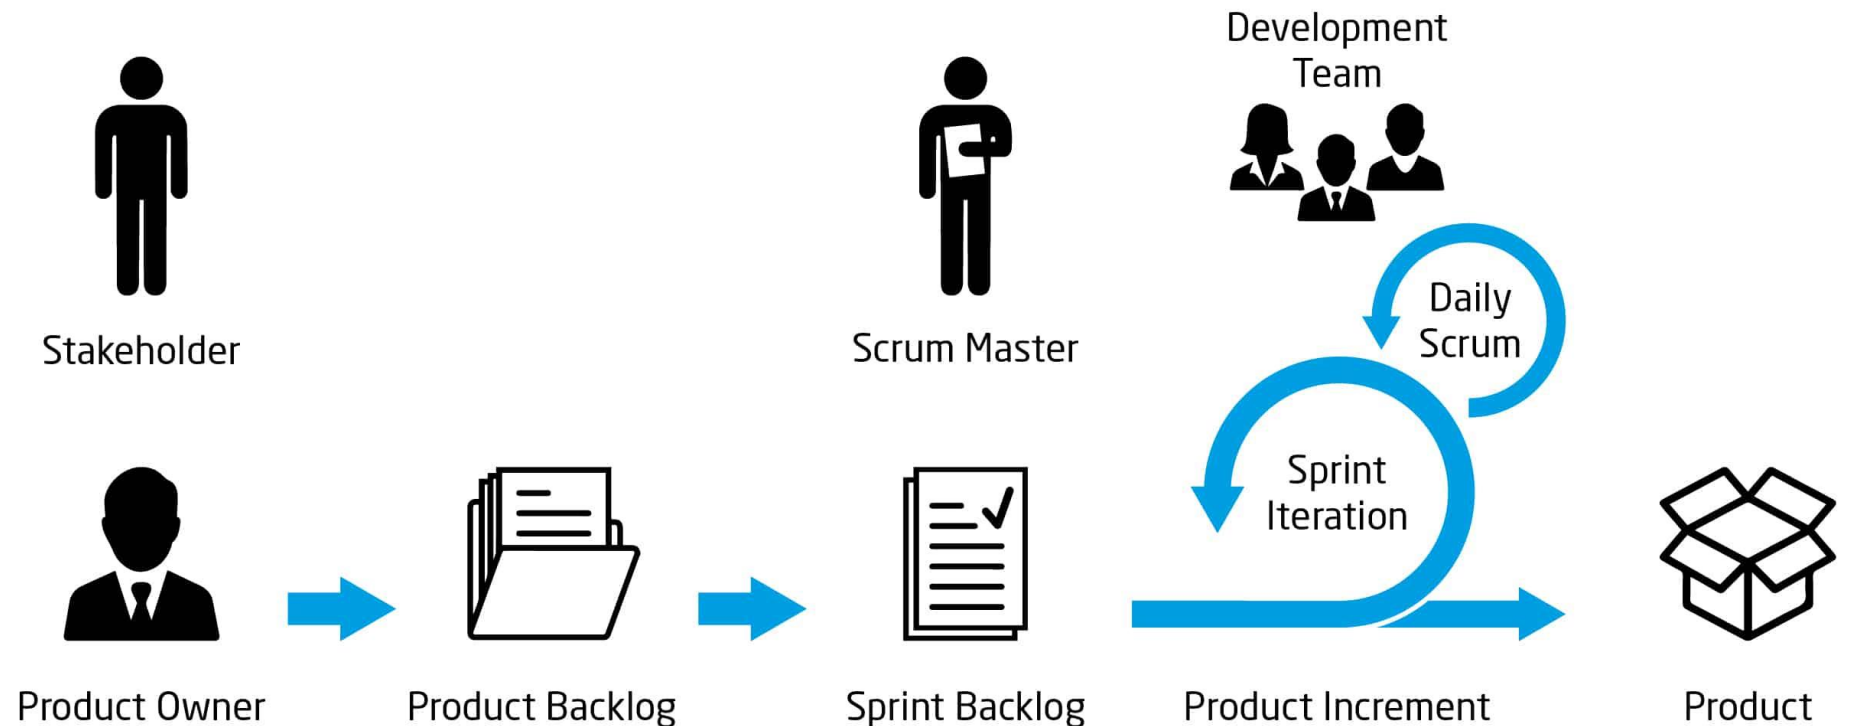 Development
Team
Daily
Scrum
Stakeholder
Scrum Master
Sprint
Iteration
Product Owner
Product Backlog
Sprint Backlog
Product Increment
Product